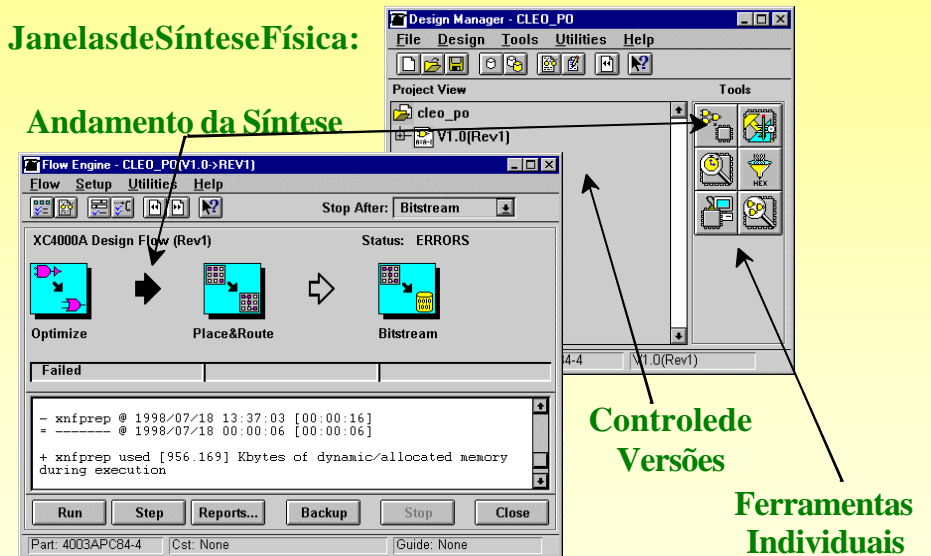 JanelasdeSínteseFísica:
Andamento da Síntese
Design Manager - CLEO_PO
File Design Tools Utilities Help
Project View
Tools
cleo_po
V1.0(Rev1)
HEX
84-4
V1.0(Rev1)
Flow Engine - CLEO_PO(V1.0->REV1)
Flow Setup Utilities Help
Stop After: Bitstream
XC4000A Design Flow (Rev1)
Status: ERRORS
Optimize
Place&Route
Bitstream
Failed
- xnfprep @ 1998/07/18 13:37:03 [00:00:16]
= ------- @ 1998/07/18 00:00:06 [00:00:06]
+ xnfprep used [956.169] Kbytes of dynamic/allocated memory
during execution
Run Step Reports... Backup Stop Close
Part: 4003APC84-4 Cst: None Guide: None
Controlede
Versões
Ferramentas
Individuais